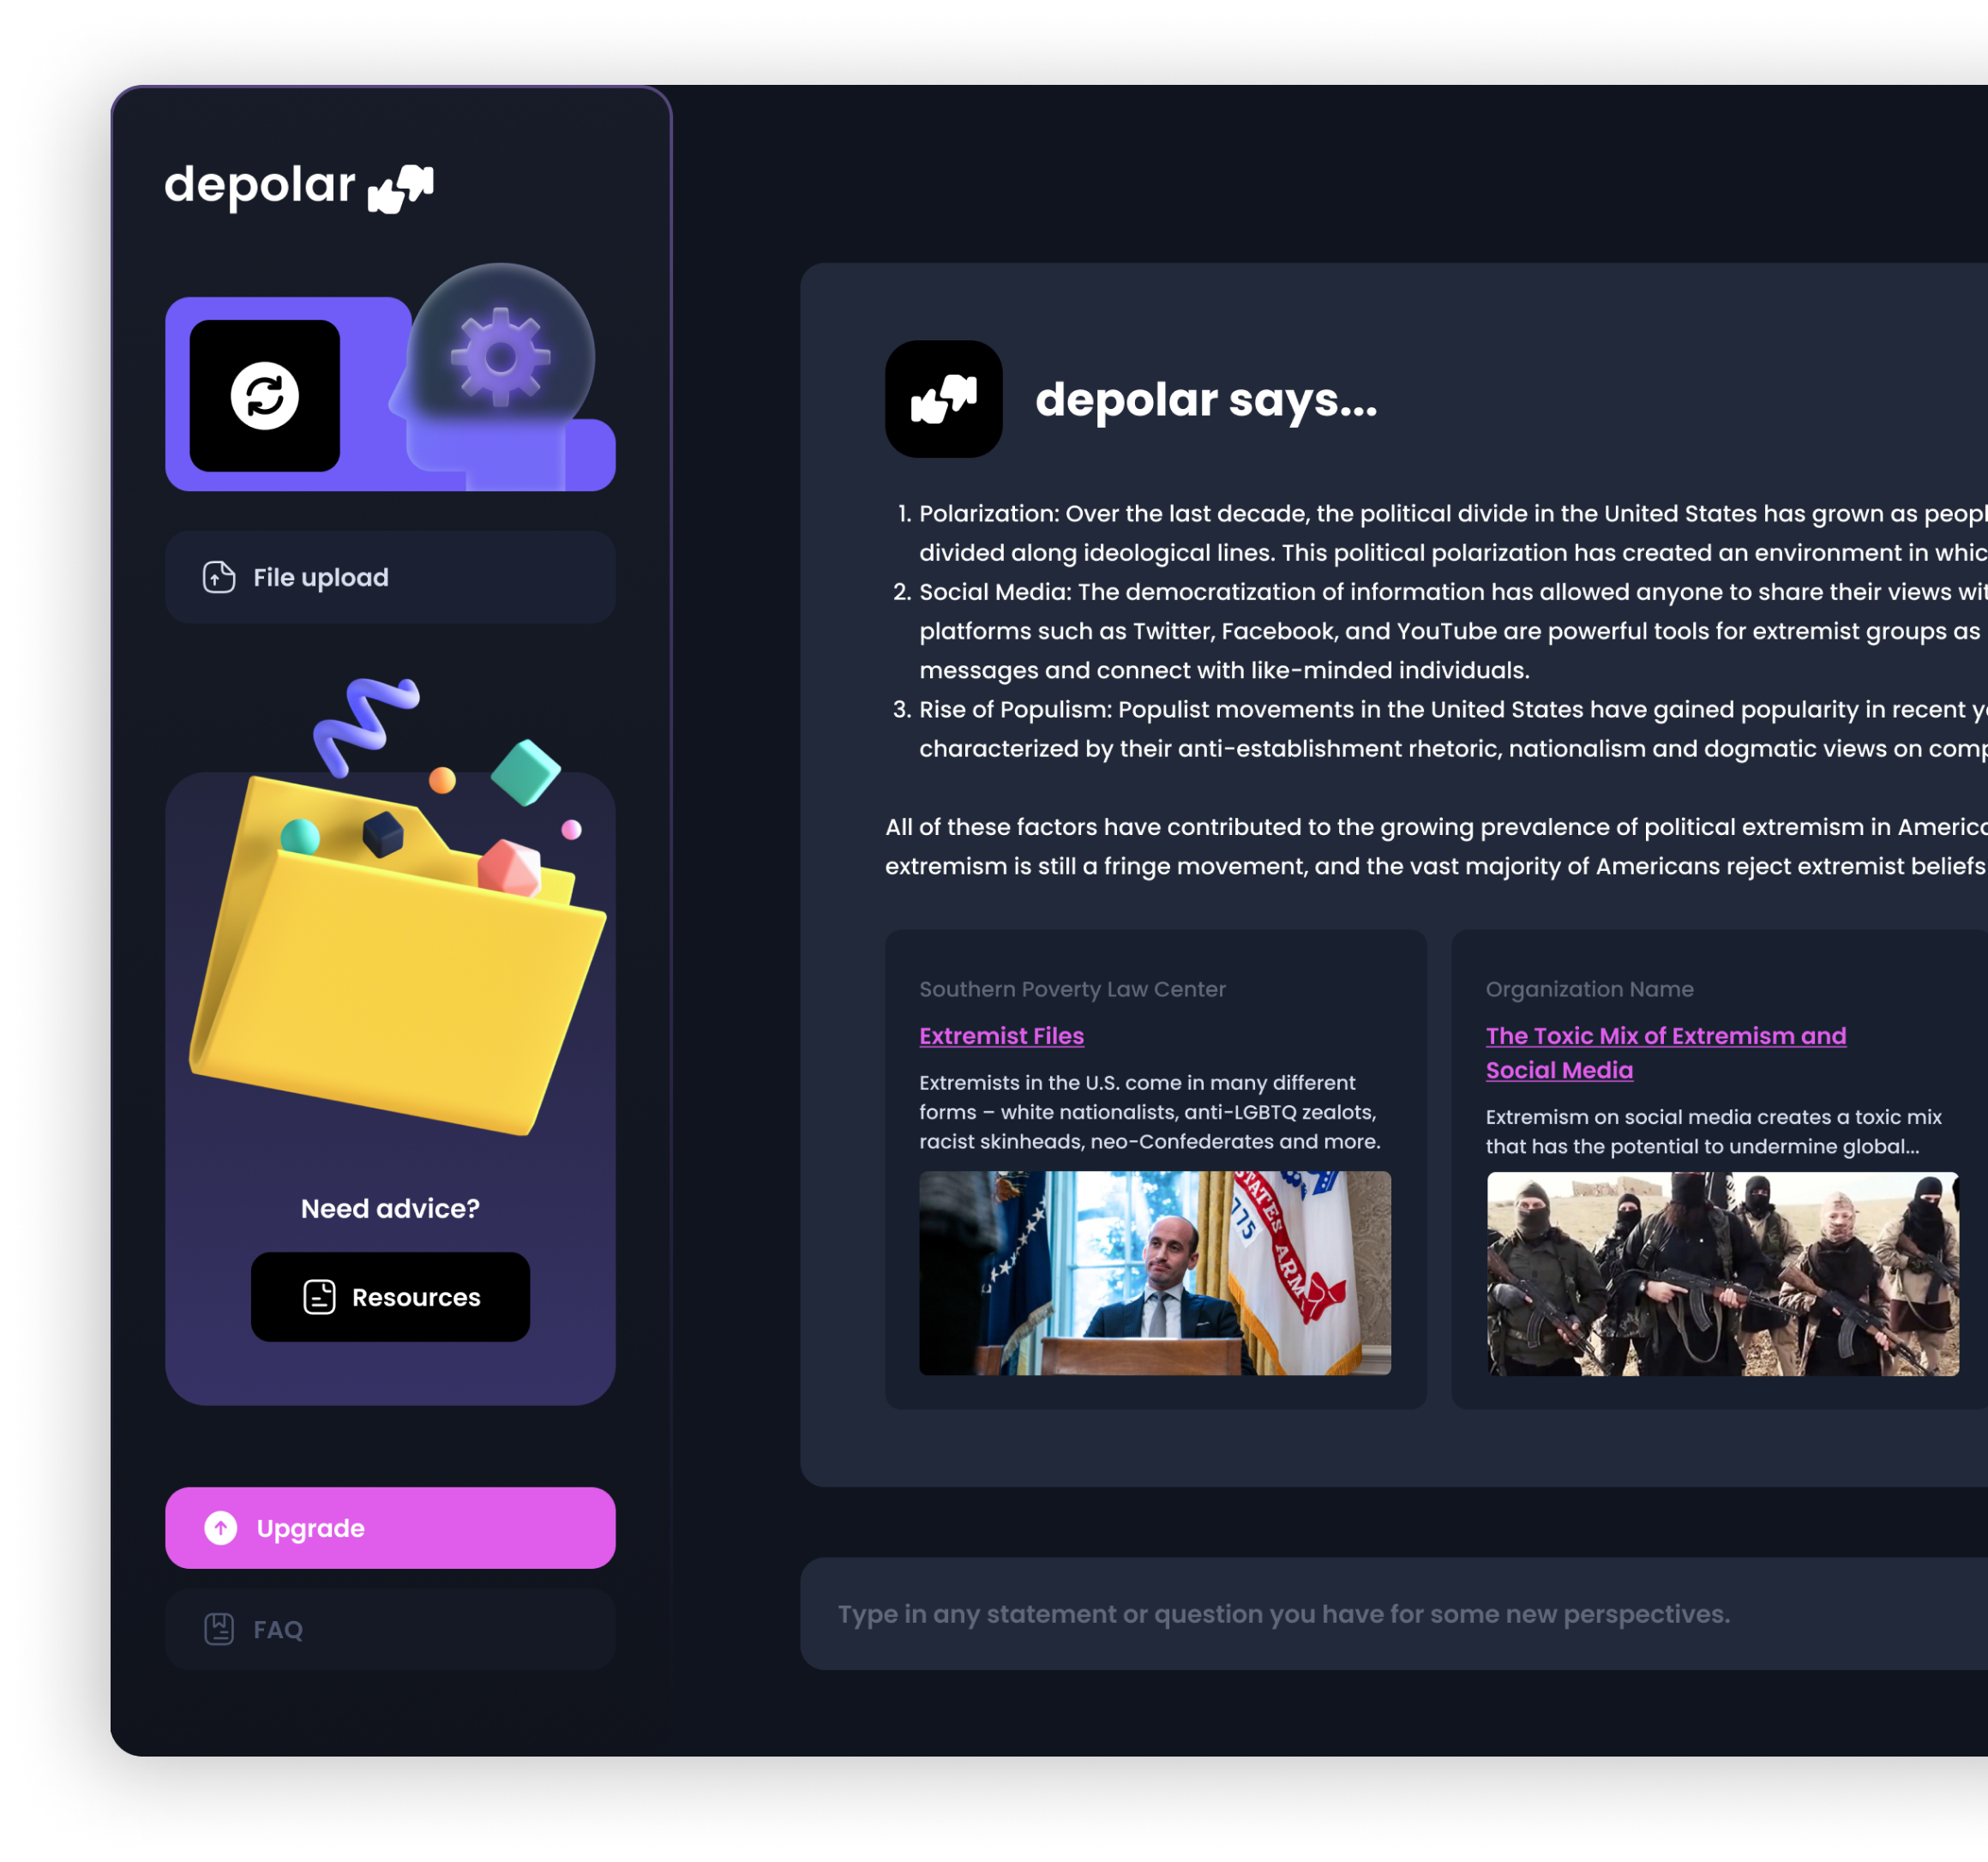 depolar
File upload
Need advice?
Resources
Upgrade
FAQ
depolar says...
1. Polarization: Over the last decade, the political divide in the United States has grown as peopl
divided along ideological lines. This political polarization has created an environment in whic
2. Social Media: The democratization of information has allowed anyone to share their views wit
platforms such as Twitter, Facebook, and YouTube are powerful tools for extremist groups as
messages and connect with like-minded individuals.
3. Rise of Populism: Populist movements in the United States have gained popularity in recent y
characterized by their anti-establishment rhetoric, nationalism and dogmatic views on comp
All of these factors have contributed to the growing prevalence of political extremism in America
extremism is still a fringe movement, and the vast majority of Americans reject extremist beliefs
Southern Poverty Law Center
Extremist Files
Extremists in the U.S. come in many different
forms – white nationalists, anti-LGBTQ zealots,
racist skinheads, neo-Confederates and more.
TATES ARM
775
Organization Name
The Toxic Mix of Extremism and
Social Media
Extremism on social media creates a toxic mix
that has the potential to undermine global...
Type in any statement or question you have for some new perspectives.